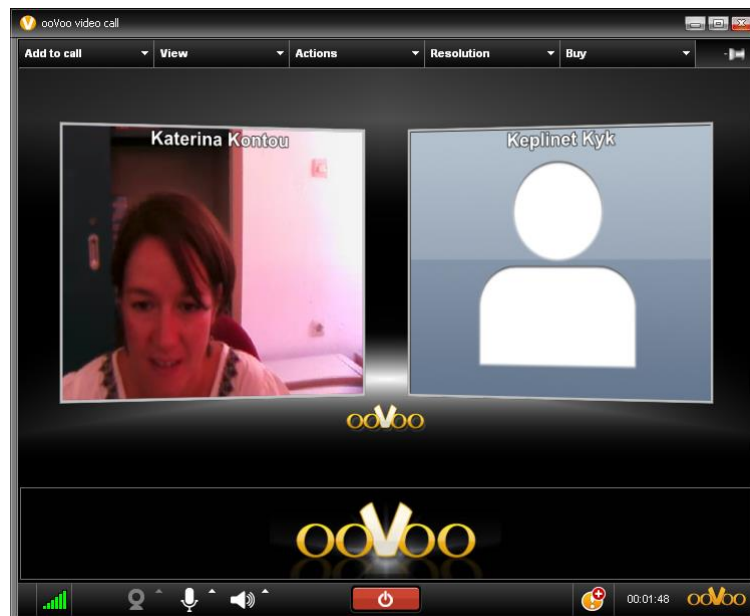 ooVoo video call
Add to call View Actions Resolution Buy
Katerina Kontou
Keplinet Kyk
ooVoo
ooVoo
00:01:48 ooVoo